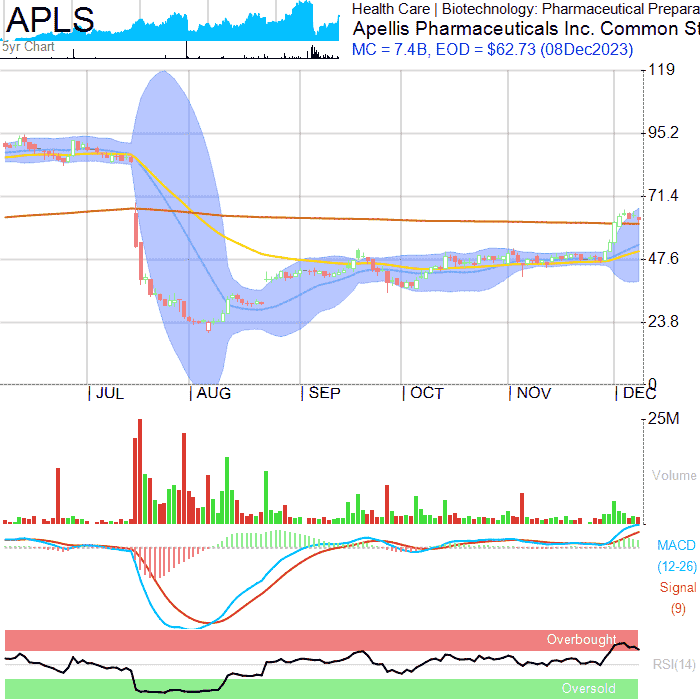 APLS
5yr Chart
Health Care | Biotechnology: Pharmaceutical Prepara
Apellis Pharmaceuticals Inc. Common St
MC = 7.4B, EOD = $62.73 (08Dec2023)
119
95.2
71.4
47.6
23.8
0
JUL AUG SEP OCT NOV DEC
25M
Volume
MACD
(12-26)
Signal
(9)
Overbought
RSI(14)
Oversold